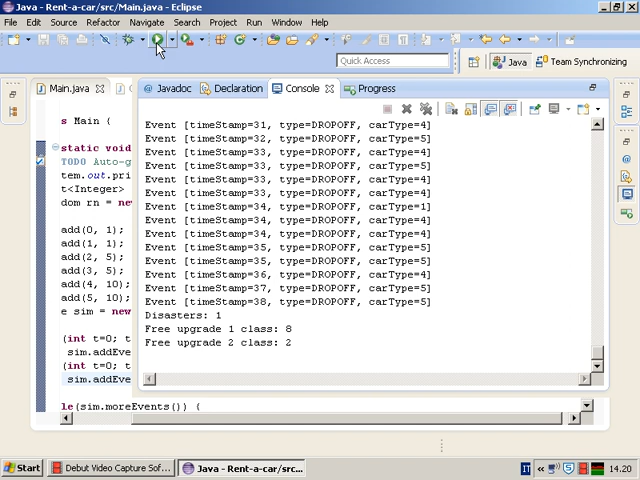 Java - Rent-a-car/src/Main.java - Eclipse
File Edit Source Refactor Navigate Search Project Run Window Help
Quick Access
Java
Team Synchronizing
Main.java
Javadoc Declaration Console Progress
s Main {
static void
TODO Auto-g
tem.out.pri
t<Integer>
dom rn = nev
add(0, 1);
add(1, 1);
add(2, 5);
add(3, 5);
add(4, 10);
add(5, 10);
e sim = new
(int t=0; t
sim.addEve
(int t=0; t
sim.addEve
le(sim.moreEvents()) {
Event [timeStamp=31, type=DROPOFF, carType=4]
Event [timeStamp=32, type=DROPOFF, carType=5]
Event [timeStamp=33, type=DROPOFF, carType=4]
Event [timeStamp=33, type=DROPOFF, carType=5]
Event [timeStamp=33, type=DROPOFF, carType=4]
Event [timeStamp=33, type=DROPOFF, carType=4]
Event [timeStamp=34, type=DROPOFF, carType=1]
Event [timeStamp=34, type=DROPOFF, carType=4]
Event [timeStamp=34, type=DROPOFF, carType=4]
Event [timeStamp=35, type=DROPOFF, carType=5]
Event [timeStamp=35, type=DROPOFF, carType=5]
Event [timeStamp=36, type=DROPOFF, carType=4]
Event [timeStamp=37, type=DROPOFF, carType=5]
Event [timeStamp=38, type=DROPOFF, carType=5]
Disasters: 1
Free upgrade 1 class: 8
Free upgrade 2 class: 2
Start
Debut Video Capture Sof...
Java - Rent-a-car/src...
IT
14.20